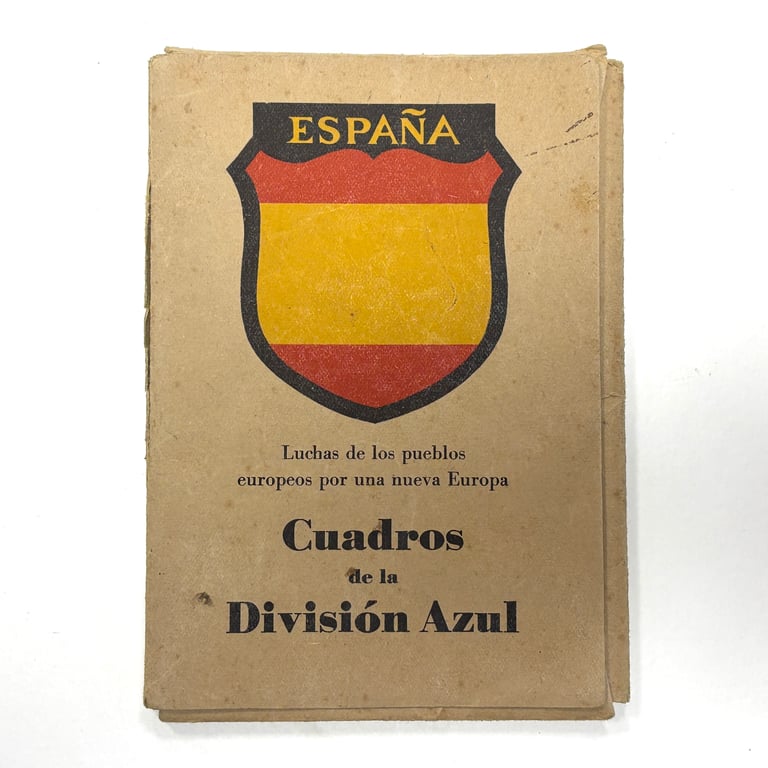 ESPAÑA
Luchas de los pueblos
europeos por una nueva Europa
Cuadros
de la
División Azul